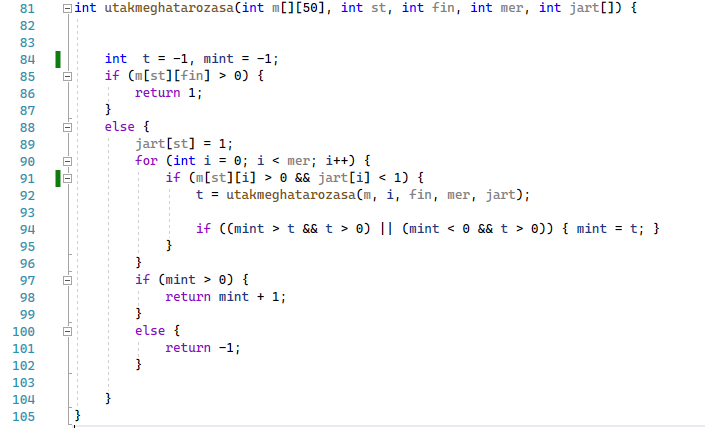 81 int utakmeghatarozasa(int m[][50], int st, int fin, int mer, int jart[]) {
82
83
84     int  t = -1, mint = -1;
85     if (m[st][fin] > 0) {
86         return 1;
87     }
88     else {
89         jart[st] = 1;
90         for (int i = 0; i < mer; i++) {
91             if (m[st][i] > 0 && jart[i] < 1) {
92                 t = utakmeghatarozasa(m, i, fin, mer, jart);
93
94                 if ((mint > t && t > 0) || (mint < 0 && t > 0)) { mint = t; }
95             }
96         }
97         if (mint > 0) {
98             return mint + 1;
99         }
100         else {
101             return -1;
102         }
103
104     }
105 }